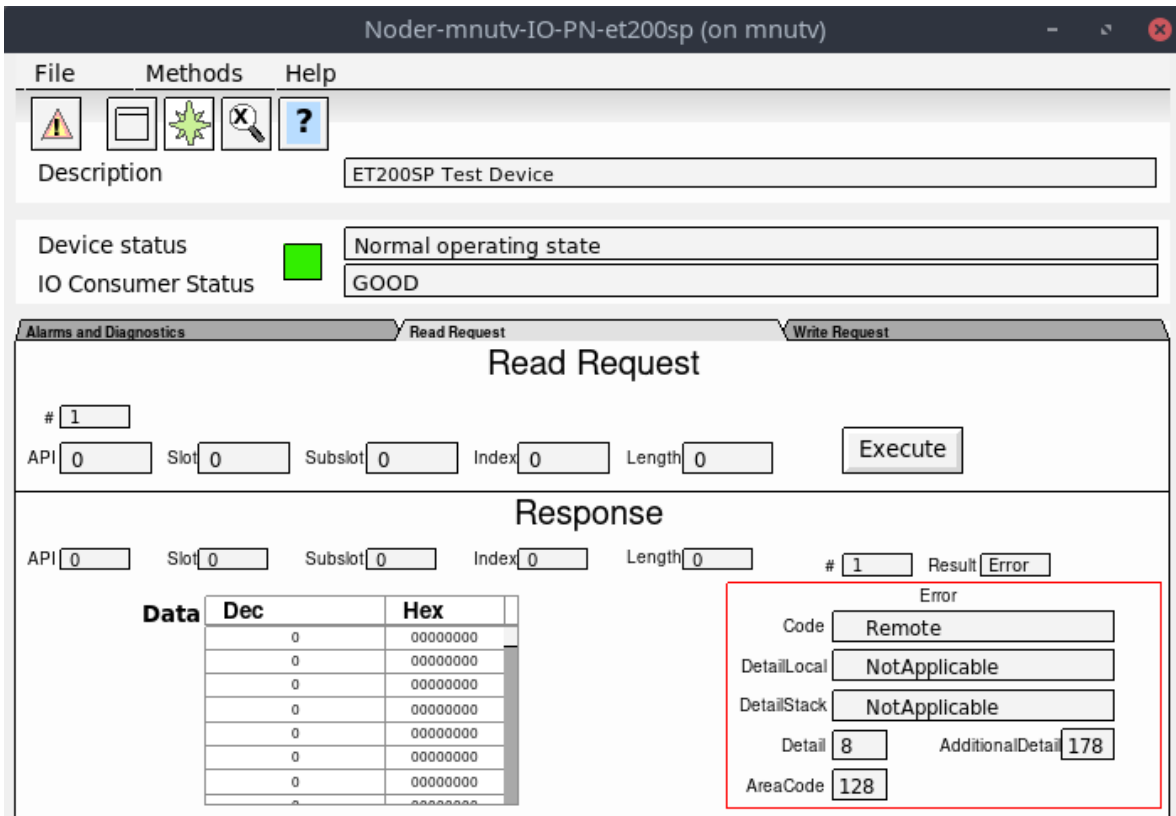 Noder-mnutv-IO-PN-et200sp (on mnutv)
File Methods Help
X ?
Description ET200SP Test Device
Device status Normal operating state
IO Consumer Status GOOD
Alarms and Diagnostics Read Request Write Request
Read Request
# 1
API 0 Slot 0 Subslot 0 Index 0 Length 0 Execute
Response
API 0 Slot 0 Subslot 0 Index 0 Length 0 # 1 Result Error
Error
Data Dec Hex
0 00000000
0 00000000
0 00000000
0 00000000
0 00000000
0 00000000
0 00000000
0 00000000
Code Remote
DetailLocal NotApplicable
DetailStack NotApplicable
Detail 8 AdditionalDetail 178
AreaCode 128